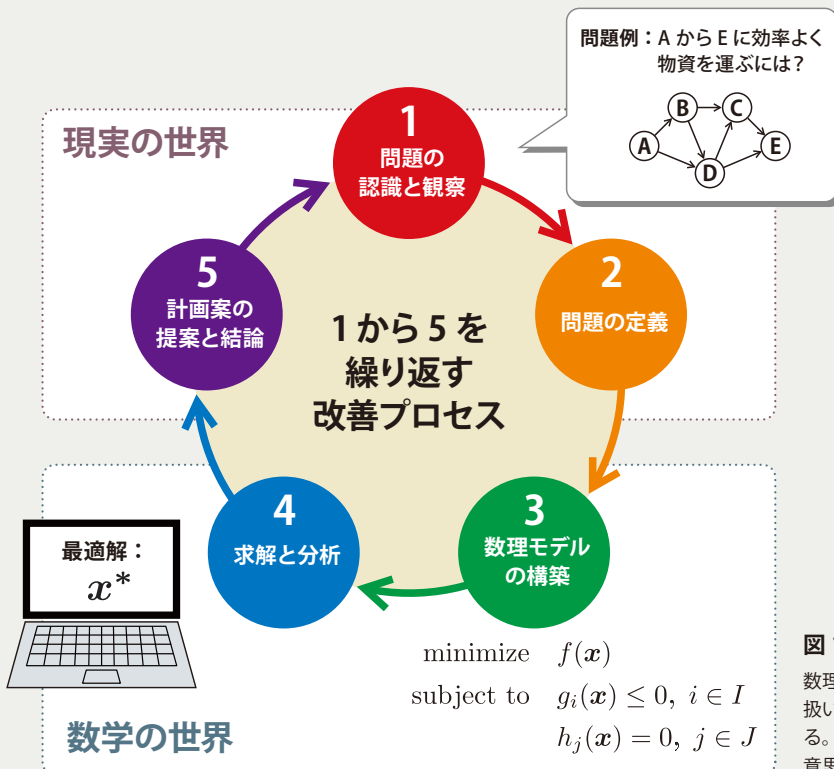 問題例：A から E に効率よく
物資を運ぶには？
A
B
C
D
E
現実の世界
1
問題の
認識と観察
2
問題の定義
5
計画案の
提案と結論
1 から 5 を
繰り返す
改善プロセス
4
求解と分析
3
数理モデル
の構築
最適解：
x*
minimize f(x)
subject to gᵢ(x) ≤ 0, i ∈ I
hⱼ(x) = 0, j ∈ J
数学の世界
図
数理
扱い
る。